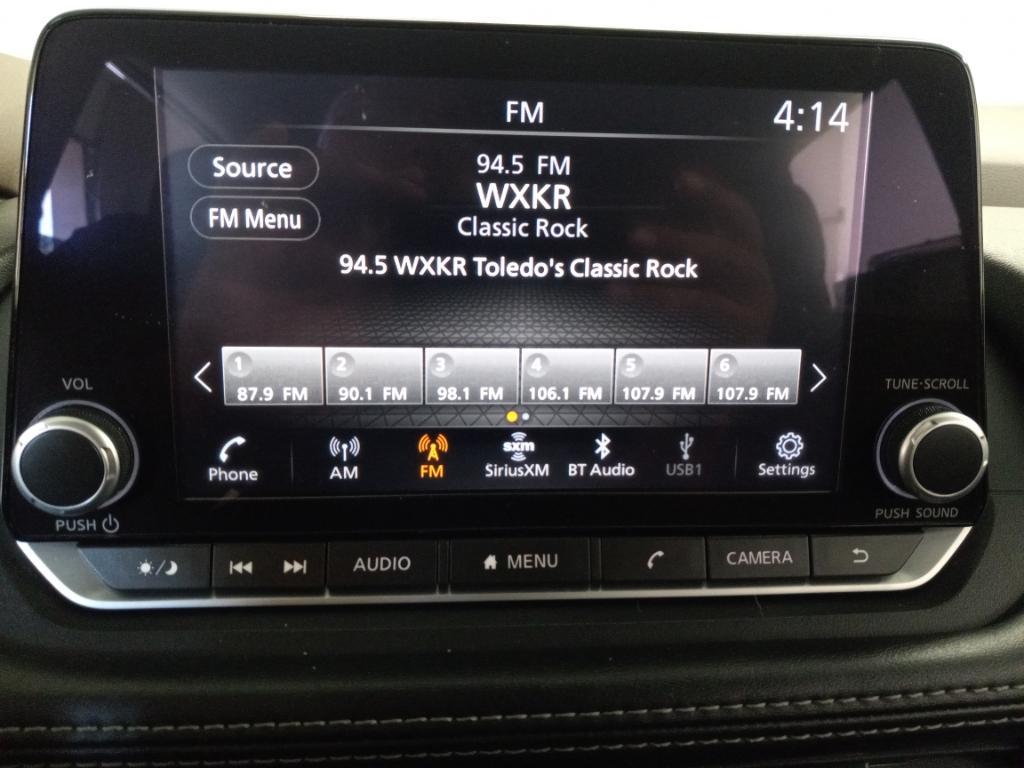 FM
4:14
Source
94.5 FM
WXKR
FM Menu
Classic Rock
94.5 WXKR Toledo's Classic Rock
1
2
3
4
5
6
87.9 FM
90.1 FM
98.1 FM
106.1 FM
107.9 FM
107.9 FM
VOL
TUNE·SCROLL
Phone
AM
FM
sxm
SiriusXM
BT Audio
USB1
Settings
PUSH
PUSH SOUND
AUDIO
MENU
CAMERA